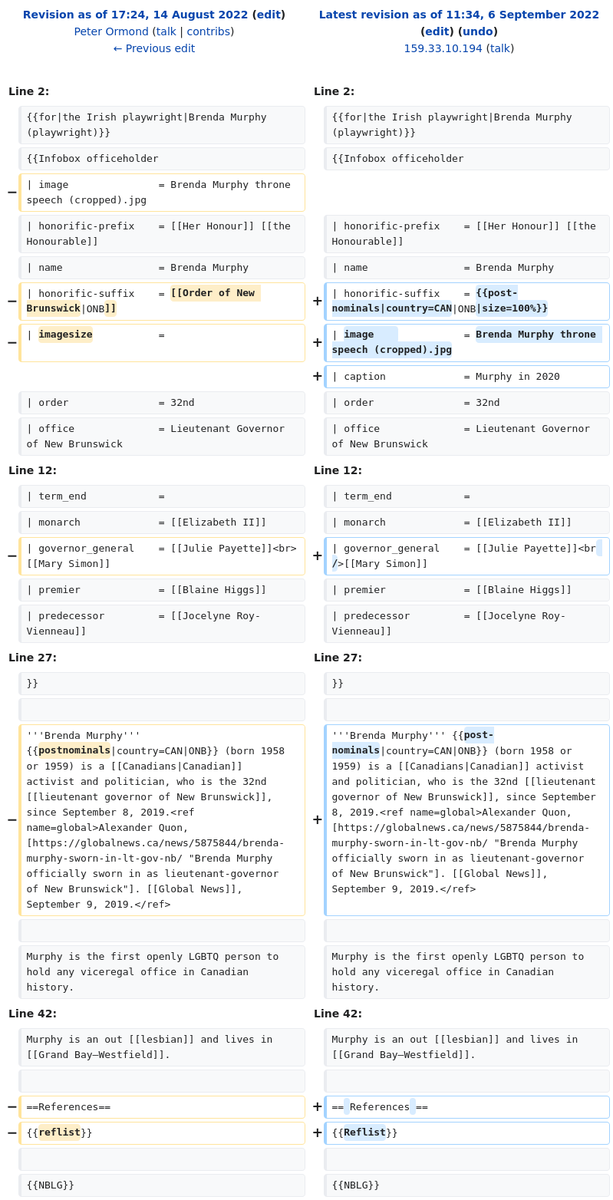 Revision as of 17:24, 14 August 2022 (edit)
Peter Ormond (talk | contribs)
← Previous edit
Latest revision as of 11:34, 6 September 2022
(edit) (undo)
159.33.10.194 (talk)
Line 2:
Line 2:
{{for|the Irish playwright|Brenda Murphy
(playwright)}}
{{for|the Irish playwright|Brenda Murphy
(playwright)}}
{{Infobox officeholder
{{Infobox officeholder
− | image = Brenda Murphy throne
speech (cropped).jpg
| honorific-prefix = [[Her Honour]] [[the
Honourable]]
| honorific-prefix = [[Her Honour]] [[the
Honourable]]
| name = Brenda Murphy
| name = Brenda Murphy
− | honorific-suffix = [[Order of New
Brunswick|ONB]]
+ | honorific-suffix = {{post-
nominals|country=CAN|ONB|size=100%}}
− | imagesize =
+ | image = Brenda Murphy throne
speech (cropped).jpg
+ | caption = Murphy in 2020
| order = 32nd
| order = 32nd
| office = Lieutenant Governor
of New Brunswick
| office = Lieutenant Governor
of New Brunswick
Line 12:
Line 12:
| term_end =
| term_end =
| monarch = [[Elizabeth II]]
| monarch = [[Elizabeth II]]
− | governor_general = [[Julie Payette]]<br>
[[Mary Simon]]
+ | governor_general = [[Julie Payette]]<br
/>[[Mary Simon]]
| premier = [[Blaine Higgs]]
| premier = [[Blaine Higgs]]
| predecessor = [[Jocelyne Roy-
Vienneau]]
| predecessor = [[Jocelyne Roy-
Vienneau]]
Line 27:
Line 27:
}}
}}
− '''Brenda Murphy'''
{{postnominals|country=CAN|ONB}} (born 1958
or 1959) is a [[Canadians|Canadian]]
activist and politician, who is the 32nd
[[lieutenant governor of New Brunswick]],
since September 8, 2019.<ref
name=global>Alexander Quon,
[https://globalnews.ca/news/5875844/brenda-
murphy-sworn-in-lt-gov-nb/ "Brenda Murphy
officially sworn in as lieutenant-governor
of New Brunswick"]. [[Global News]],
September 9, 2019.</ref>
+ '''Brenda Murphy''' {{post-
nominals|country=CAN|ONB}} (born 1958 or
1959) is a [[Canadians|Canadian]] activist
and politician, who is the 32nd [[lieutenant
governor of New Brunswick]], since September
8, 2019.<ref name=global>Alexander Quon,
[https://globalnews.ca/news/5875844/brenda-
murphy-sworn-in-lt-gov-nb/ "Brenda Murphy
officially sworn in as lieutenant-governor
of New Brunswick"]. [[Global News]],
September 9, 2019.</ref>
Murphy is the first openly LGBTQ person to
hold any viceregal office in Canadian
history.
Murphy is the first openly LGBTQ person to
hold any viceregal office in Canadian
history.
Line 42:
Line 42:
Murphy is an out [[lesbian]] and lives in
[[Grand Bay–Westfield]].
Murphy is an out [[lesbian]] and lives in
[[Grand Bay–Westfield]].
− ==References==
+ == References ==
− {{reflist}}
+ {{Reflist}}
{{NBLG}}
{{NBLG}}